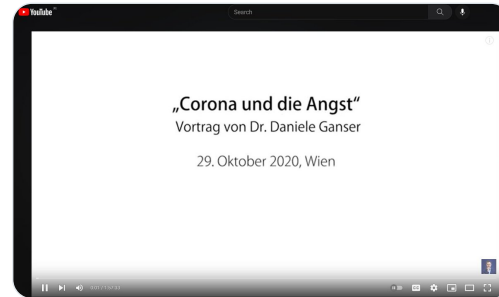 YouTube
Search
„Corona und die Angst“
Vortrag von Dr. Daniele Ganser
29. Oktober 2020, Wien